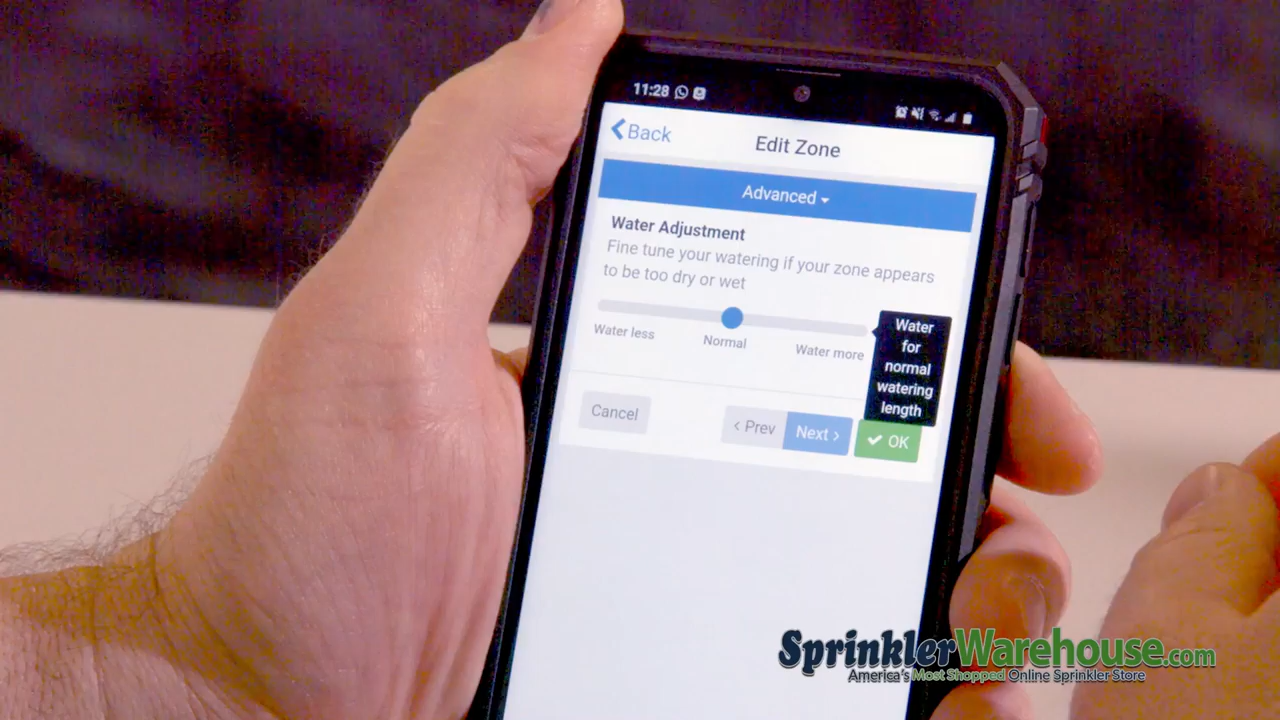 11:28
Back
Edit Zone
Advanced
Water Adjustment
Fine tune your watering if your zone appears
to be too dry or wet
Water less
Normal
Water more
Water
for
normal
watering
length
Cancel
‹ Prev
Next ›
OK
SprinklerWarehouse.com
America's Most Shopped Online Sprinkler Store